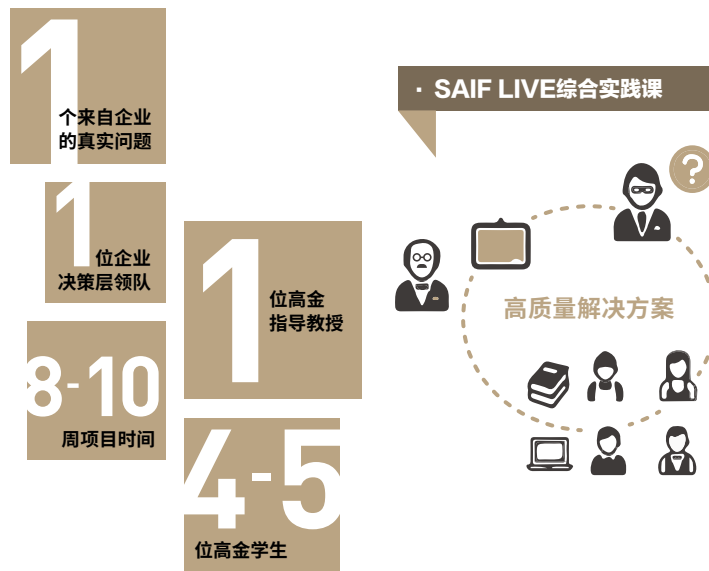 1
个来自企业
的真实问题
1
位企业
决策层领队
8-10
周项目时间
1
位高金
指导教授
4-5
位高金学生
· SAIF LIVE综合实践课
?
高质量解决方案